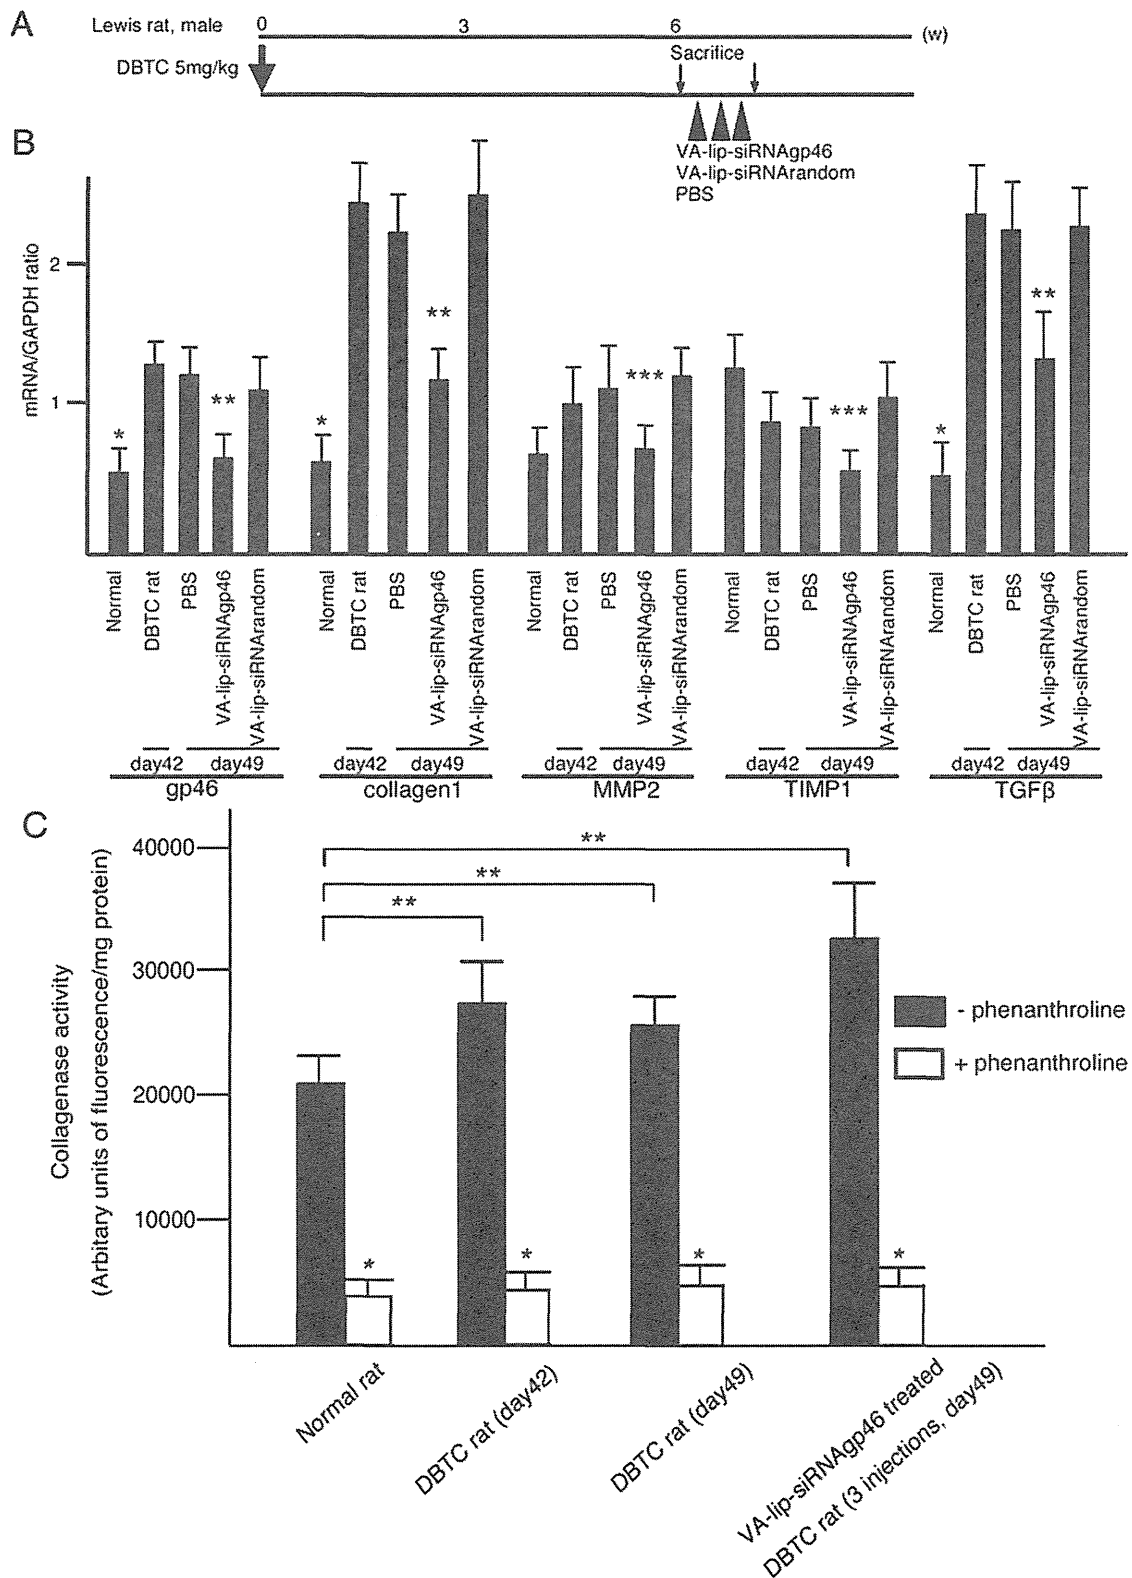 A
Lewis rat, male
0
3
6
(w)
DBTC 5mg/kg
Sacrifice
VA-lip-siRNAgp46
VA-lip-siRNArandom
PBS
B
mRNA/GAPDH ratio
2
1
*
**
*
**
***
***
*
**
Normal
DBTC rat
PBS
VA-lip-siRNAgp46
VA-lip-siRNArandom
Normal
DBTC rat
PBS
VA-lip-siRNAgp46
VA-lip-siRNArandom
Normal
DBTC rat
PBS
VA-lip-siRNAgp46
VA-lip-siRNArandom
Normal
DBTC rat
PBS
VA-lip-siRNAgp46
VA-lip-siRNArandom
Normal
DBTC rat
PBS
VA-lip-siRNAgp46
VA-lip-siRNArandom
day42 day49
day42 day49
day42 day49
day42 day49
day42 day49
gp46
collagen1
MMP2
TIMP1
TGFβ
C
Collagenase activity
(Arbitary units of fluorescence/mg protein)
40000
30000
20000
10000
**
**
**
*
*
*
*
- phenanthroline
+ phenanthroline
Normal rat
DBTC rat (day42)
DBTC rat (day49)
VA-lip-siRNAgp46 treated
DBTC rat (3 injections, day49)